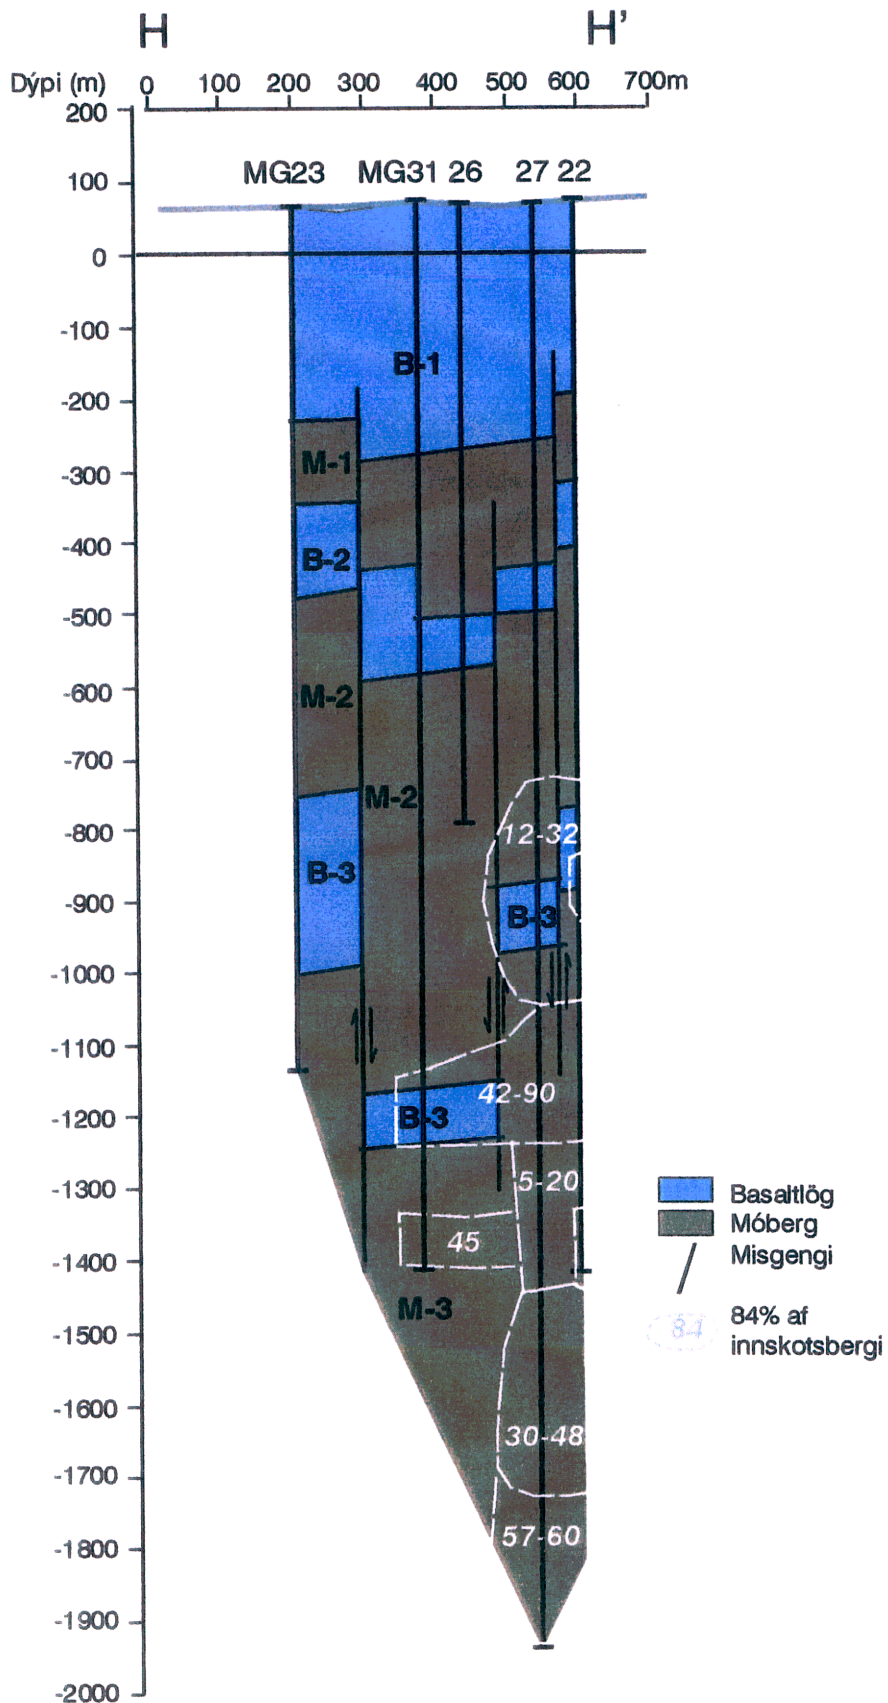 H H’
Dýpi (m) 0 100 200 300 400 500 600 700m
200
MG23 MG31 26 27 22
100
0
-100
B-1
-200
M-1
-300
-400
B-2
-500
-600
M-2
-700
M-2
-800
12-32
B-3
-900
B-3
-1000
-1100
42-90
B-3
-1200
5-20
-1300
45
-1400
M-3
-1500
-1600
30-48
-1700
57-60
-1800
-1900
-2000
Basaltlög
Móberg
Misgengi
84
84% af
innskotsbergi